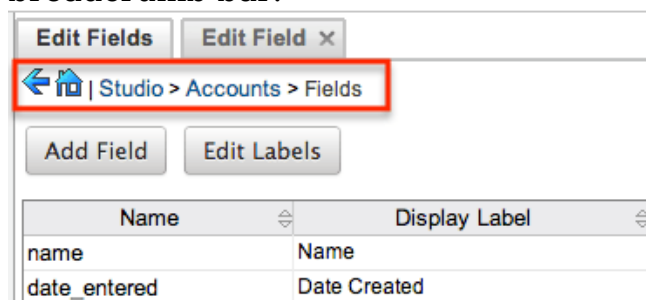 Edit Fields Edit Field ×
| Studio > Accounts > Fields
Add Field Edit Labels
Name Display Label
name Name
date_entered Date Created